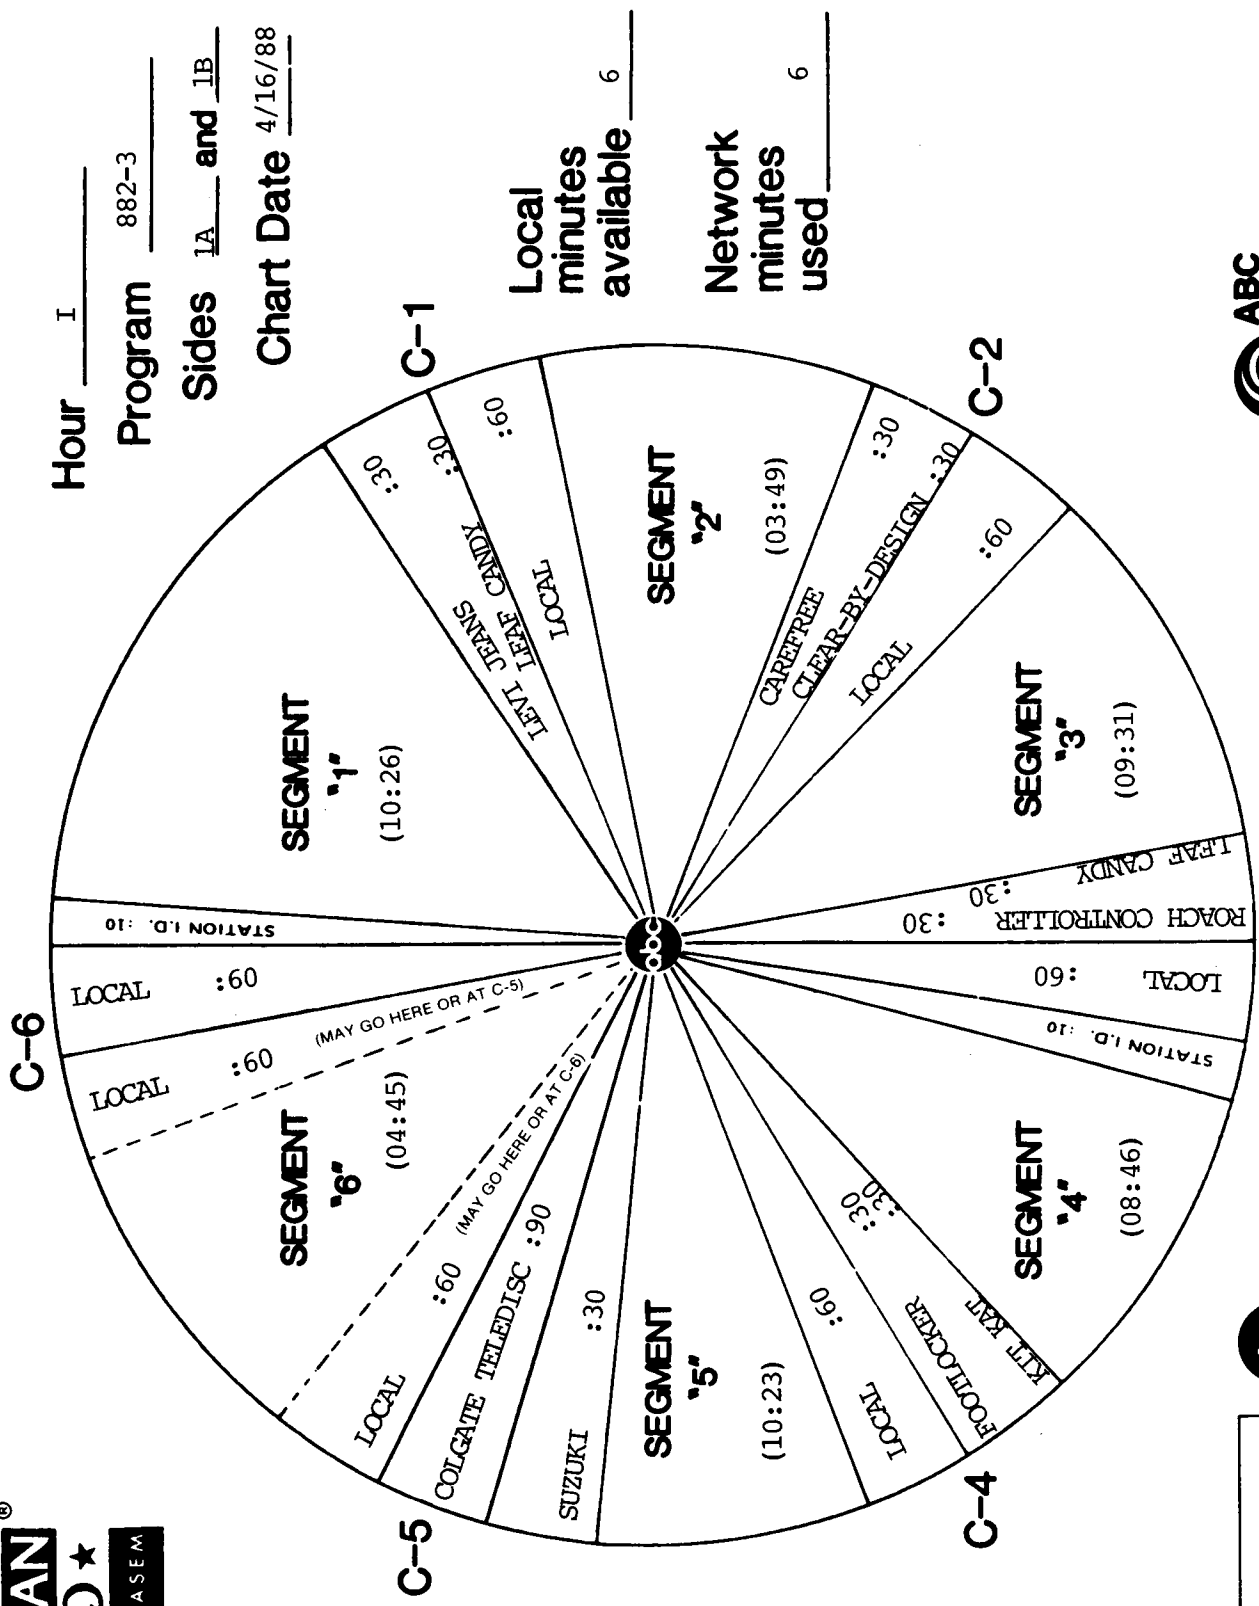 Hour I
Program 882-3
Sides 1A and 1B
Chart Date 4/16/88
Local
minutes
available 6
Network
minutes
used 6
C-1
C-2
C-4
C-5
C-6
STATION I.D. :10
SEGMENT
"1"
(10:26)
LEVI JEANS :30
LEAF CANDY :30
LOCAL :60
SEGMENT
"2"
(03:49)
CAREFREE :30
CLEAR-BY-DESIGN :30
LOCAL :60
SEGMENT
"3"
(09:31)
LEAF CANDY :30
ROACH CONTROLLER :30
LOCAL :60
STATION I.D. :10
SEGMENT
"4"
(08:46)
KIT KAT :30
FOOTLOCKER :30
LOCAL :60
SEGMENT
"5"
(10:23)
SUZUKI :30
COLGATE TELEDISC :90
LOCAL :60
(MAY GO HERE OR AT C-6)
SEGMENT
"6"
(04:45)
LOCAL :60
(MAY GO HERE OR AT C-5)
LOCAL :60
abc
ABC
AN ®
ASEM